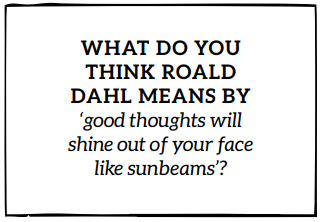 WHAT DO YOU
THINK ROALD
DAHL MEANS BY
‘good thoughts will
shine out of your face
like sunbeams’?